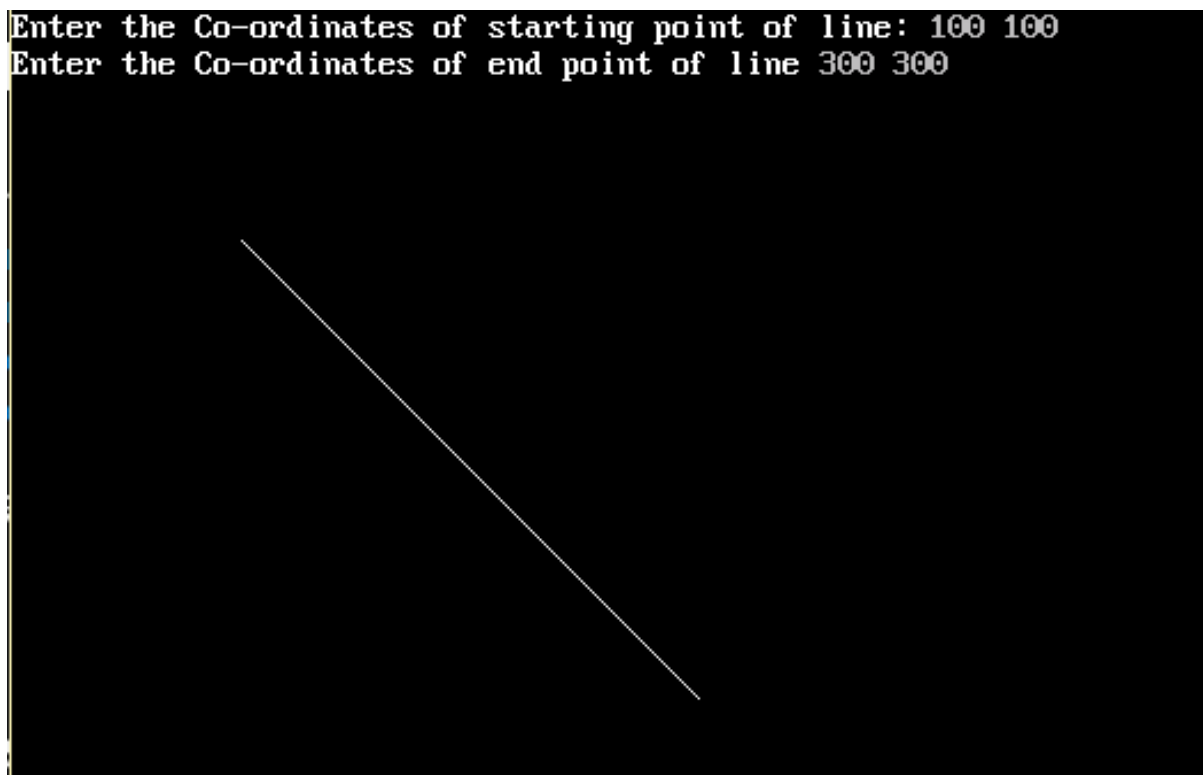 Enter the Co-ordinates of starting point of line: 100 100
Enter the Co-ordinates of end point of line 300 300